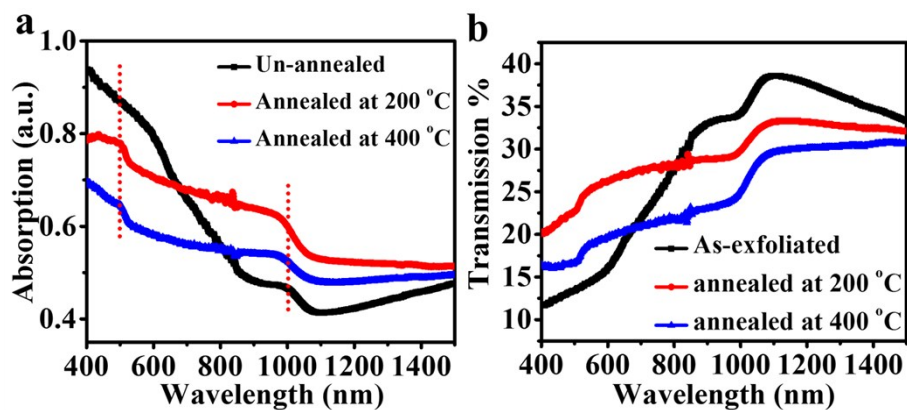 a
1.0
0.8
0.6
0.4
Absorption (a.u.)
Un-annealed
Annealed at 200 °C
Annealed at 400 °C
400 600 800 1000 1200 1400
Wavelength (nm)
b
40
35
30
25
20
15
10
Transmission %
As-exfoliated
annealed at 200 °C
annealed at 400 °C
400 600 800 1000 1200 1400
Wavelength (nm)